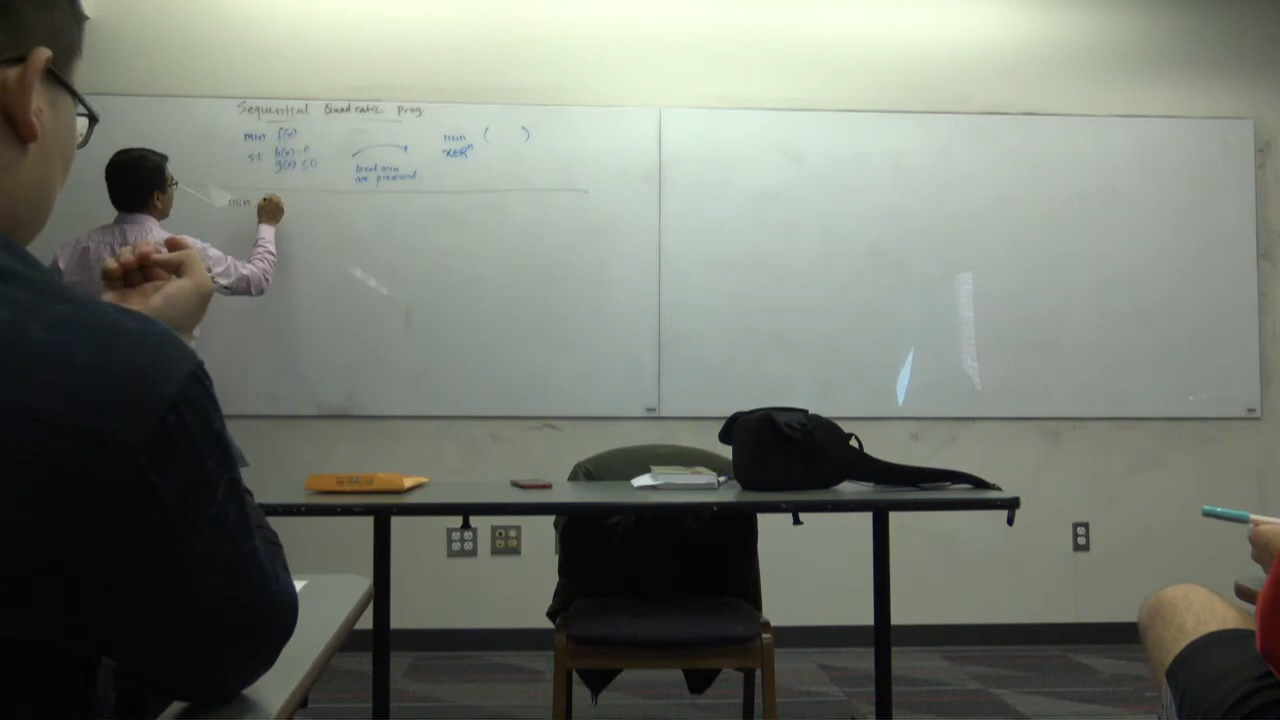 Sequential Quadratic Prog.
min f(x)
st h(x)=0
g(x) ≤ 0
local min
are preserved.
min ( )
x∈ℝⁿ
min